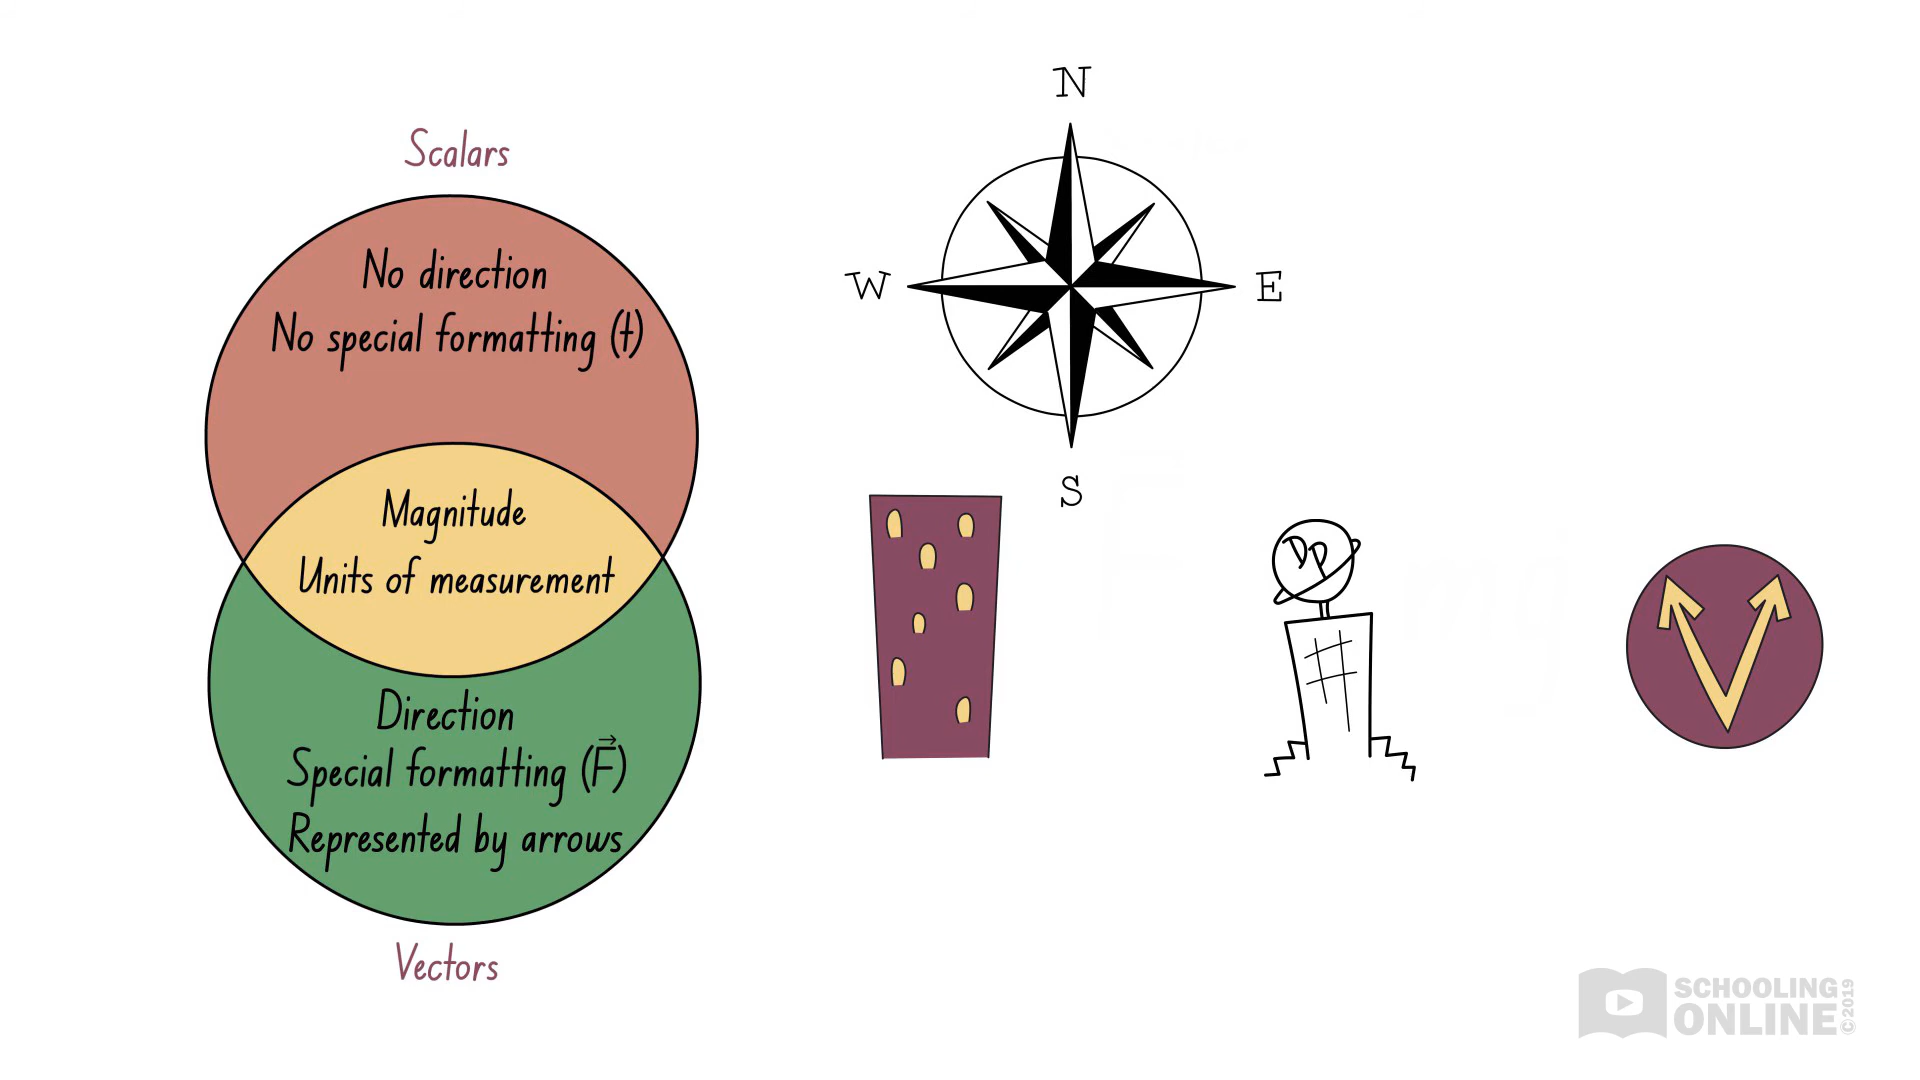 Scalars
No direction
No special formatting (t)
Magnitude
Units of measurement
Direction
Special formatting (F⃗)
Represented by arrows
Vectors
N
W
E
S
DP
V
SCHOOLING
ONLINE
©2019